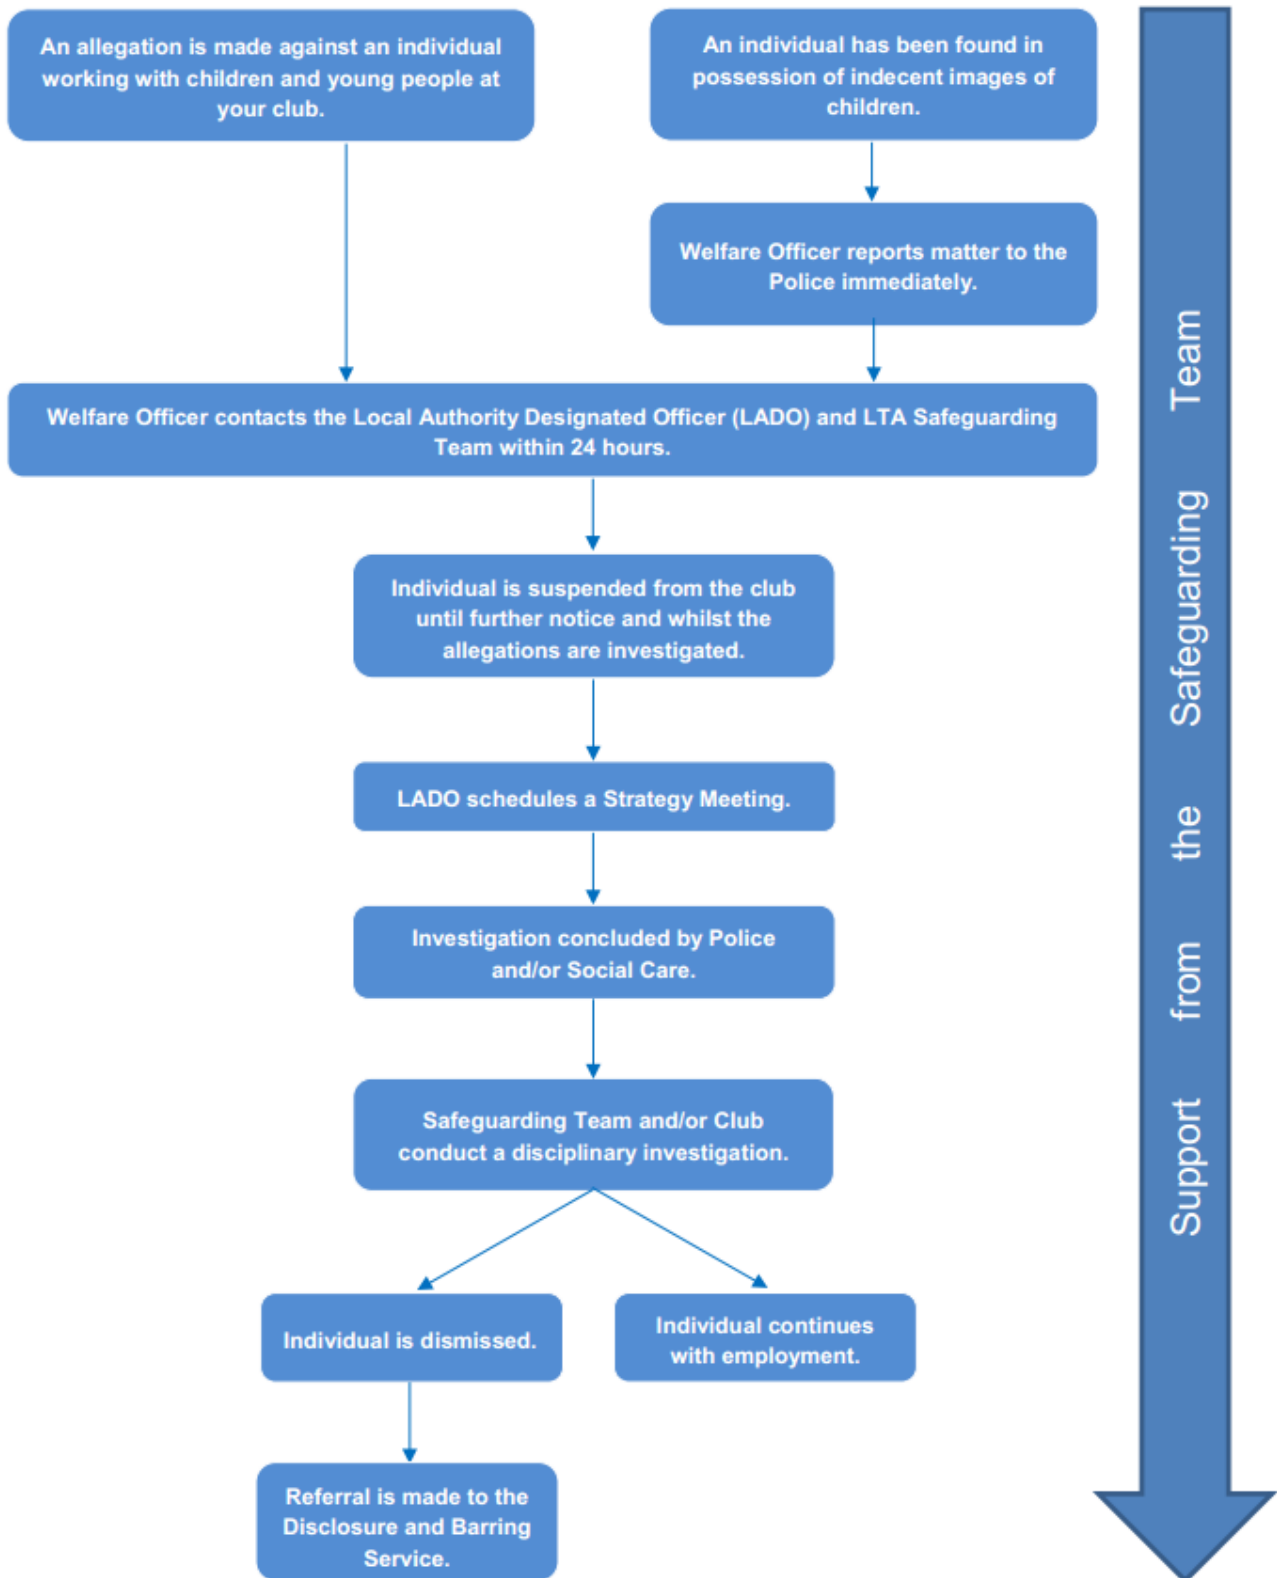 An allegation is made against an individual
working with children and young people at
your club.
An individual has been found in
possession of indecent images of
children.
Welfare Officer reports matter to the
Police immediately.
Welfare Officer contacts the Local Authority Designated Officer (LADO) and LTA Safeguarding
Team within 24 hours.
Individual is suspended from the club
until further notice and whilst the
allegations are investigated.
LADO schedules a Strategy Meeting.
Investigation concluded by Police
and/or Social Care.
Safeguarding Team and/or Club
conduct a disciplinary investigation.
Individual is dismissed.
Individual continues
with employment.
Referral is made to the
Disclosure and Barring
Service.
Support from the Safeguarding Team